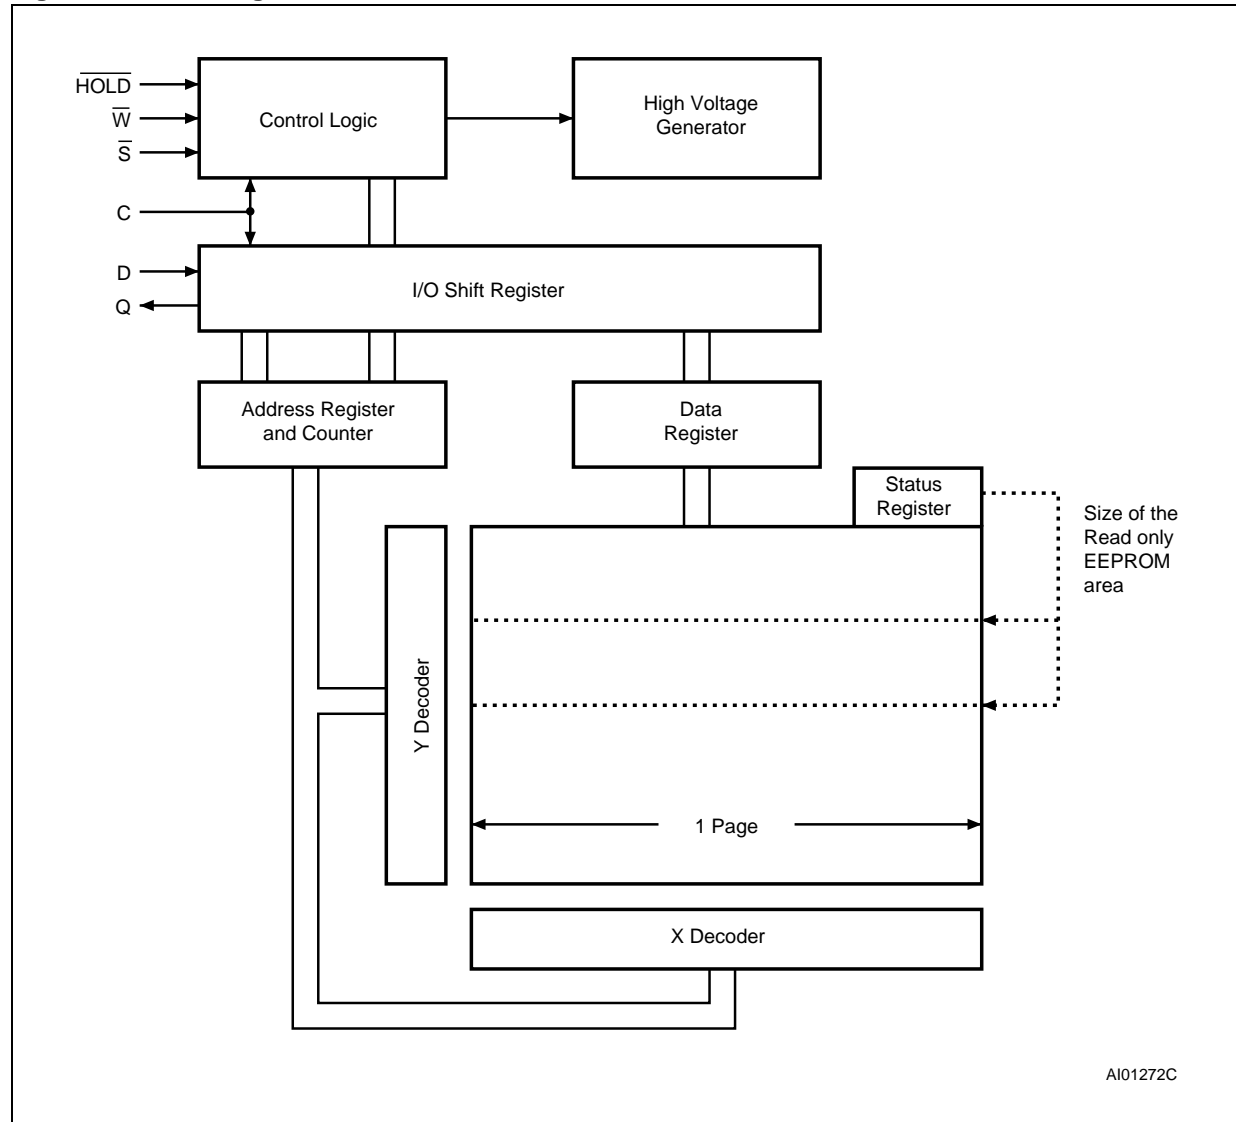 HOLD
W
S
C
D
Q
Control Logic
High Voltage
Generator
I/O Shift Register
Address Register
and Counter
Data
Register
Status
Register
Size of the
Read only
EEPROM
area
Y Decoder
1 Page
X Decoder
AI01272C